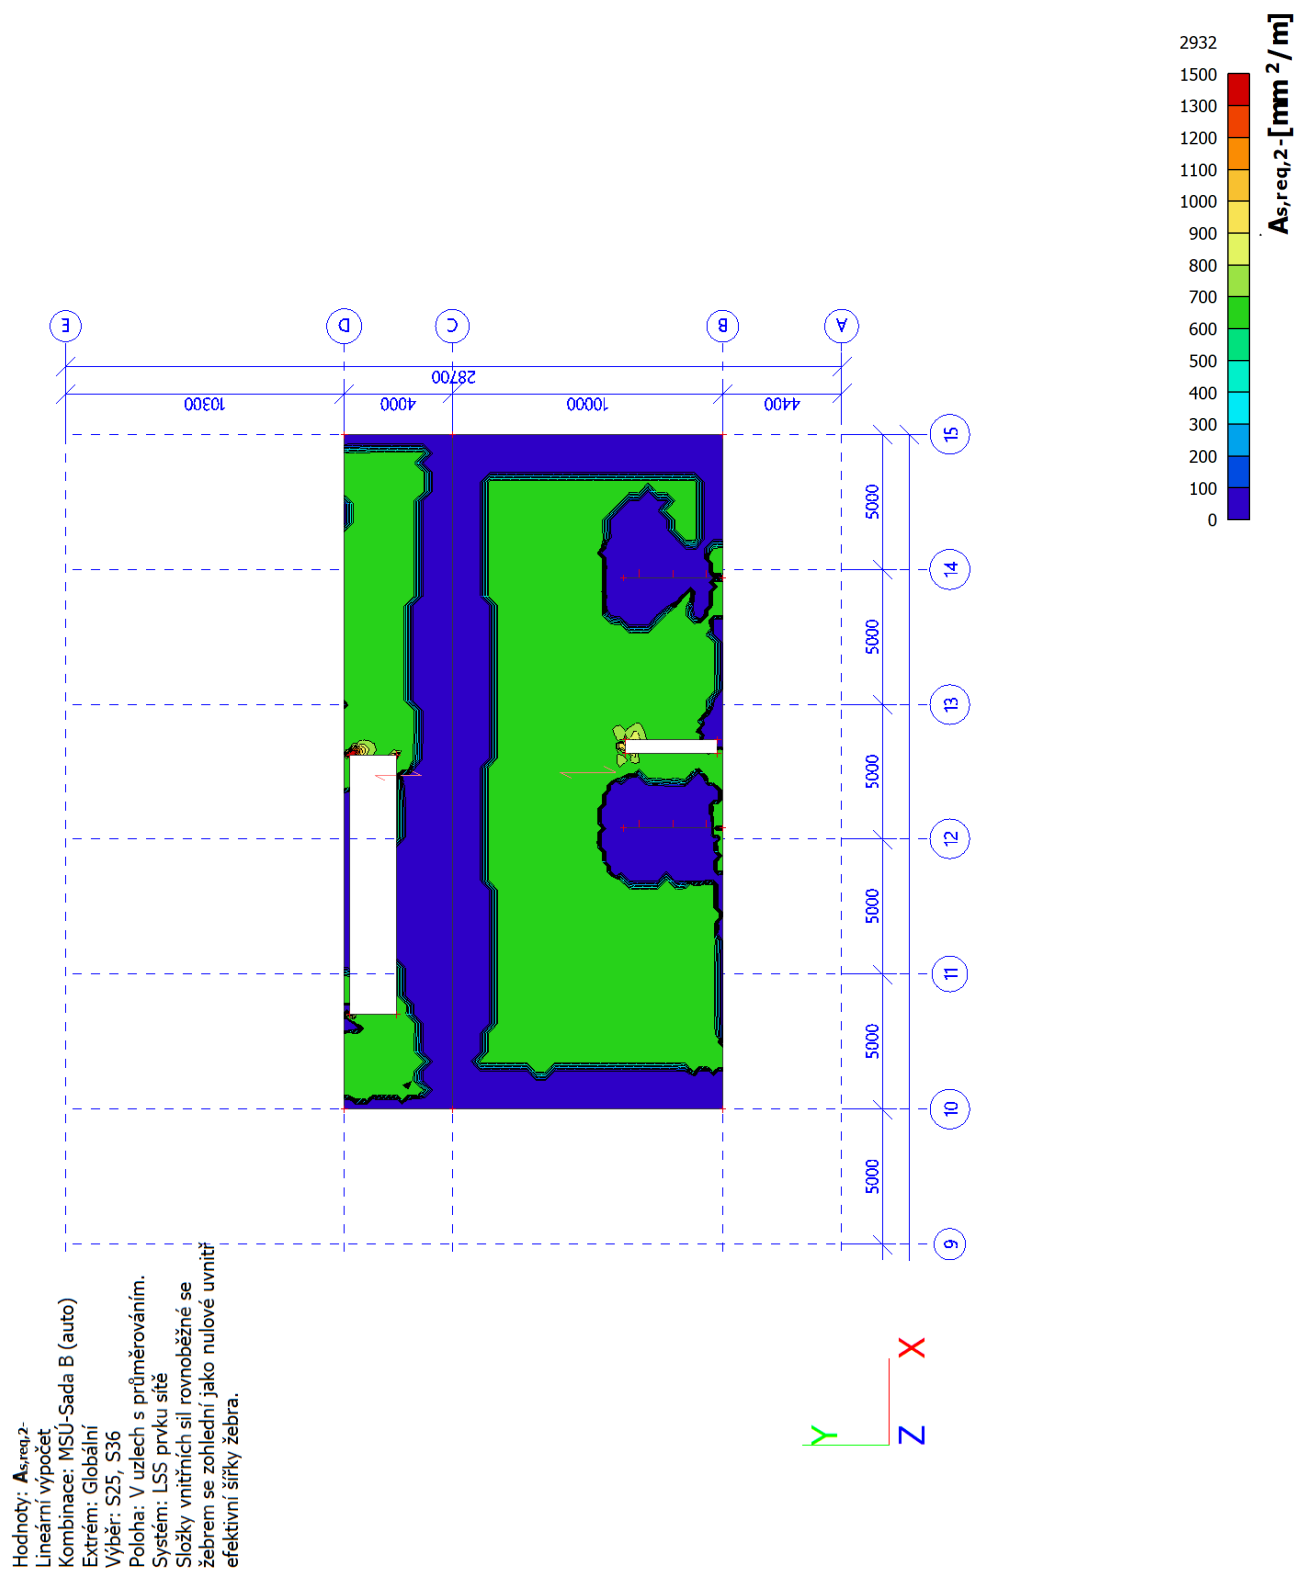 2932
1500
1300
1200
1100
1000
900
800
700
600
500
400
300
200
100
0
As,req,2-[mm²/m]
E
D
C
B
A
28700
10300
4000
10000
4400
15
14
13
12
11
10
9
5000
5000
5000
5000
5000
5000
Y
X
Z
Hodnoty: As,req,2-
Lineární výpočet
Kombinace: MSÚ-Sada B (auto)
Extrém: Globální
Výběr: S25, S36
Poloha: V uzlech s průměrováním.
Systém: LSS prvku sítě
Složky vnitřních sil rovnoběžné se
žebrem se zohlední jako nulové uvnitř
efektivní šířky žebra.